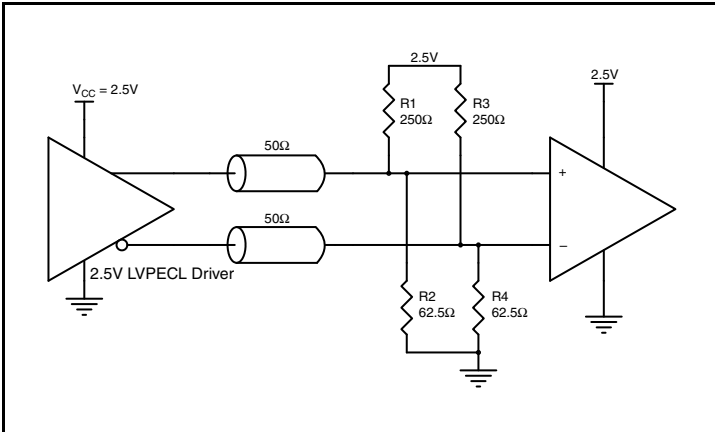 2.5V
V_CC = 2.5V
2.5V
R1
250Ω
R3
250Ω
50Ω
+
50Ω
−
2.5V LVPECL Driver
R2
62.5Ω
R4
62.5Ω